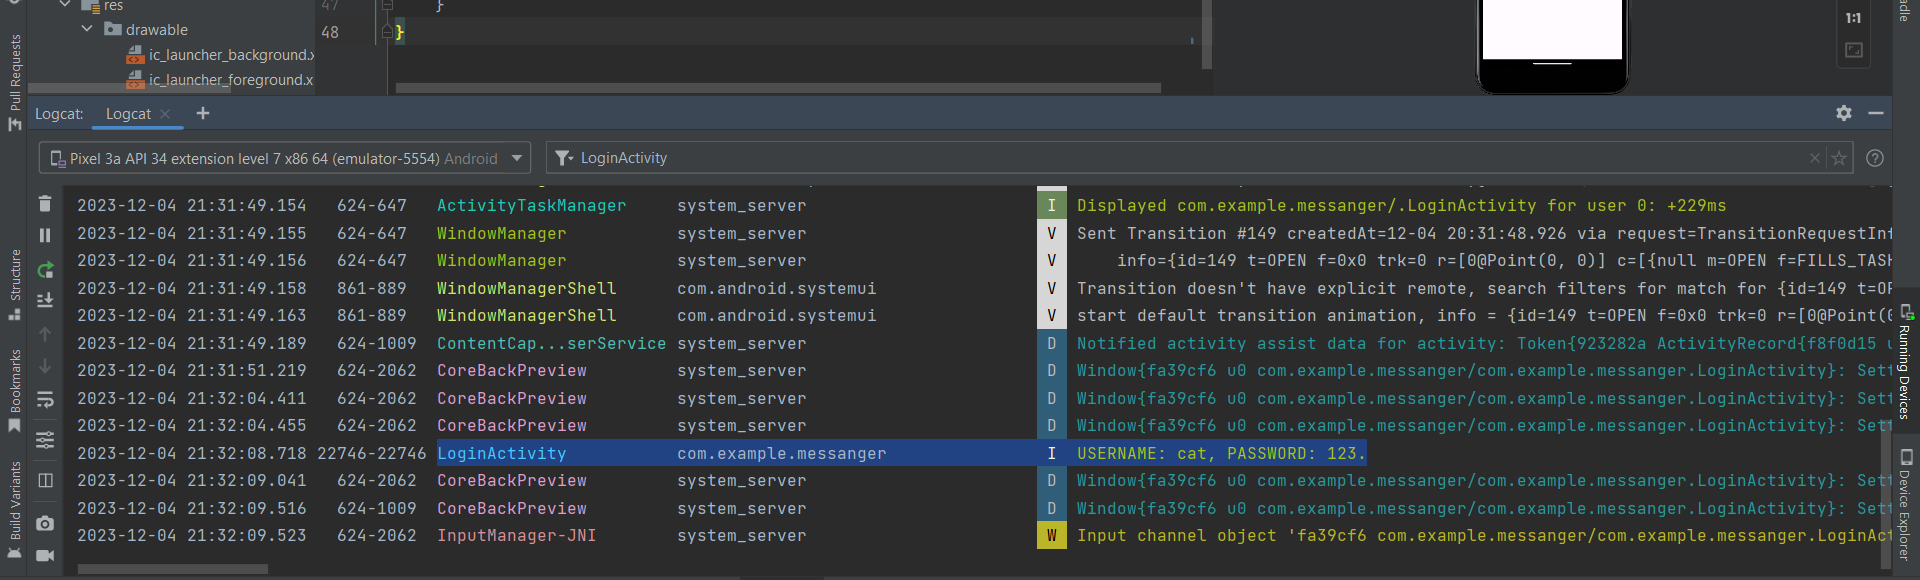 res
47 }
drawable
48 }
ic_launcher_background.x
ic_launcher_foreground.x
1:1
Pull Requests
Logcat: Logcat
Pixel 3a API 34 extension level 7 x86 64 (emulator-5554) Android
LoginActivity
2023-12-04 21:31:49.154 624-647 ActivityTaskManager system_server I Displayed com.example.messanger/.LoginActivity for user 0: +229ms
2023-12-04 21:31:49.155 624-647 WindowManager system_server V Sent Transition #149 createdAt=12-04 20:31:48.926 via request=TransitionRequestInf
2023-12-04 21:31:49.156 624-647 WindowManager system_server V info={id=149 t=OPEN f=0x0 trk=0 r=[0@Point(0, 0)] c=[{null m=OPEN f=FILLS_TASK
2023-12-04 21:31:49.158 861-889 WindowManagerShell com.android.systemui V Transition doesn't have explicit remote, search filters for match for {id=149 t=OP
2023-12-04 21:31:49.163 861-889 WindowManagerShell com.android.systemui V start default transition animation, info = {id=149 t=OPEN f=0x0 trk=0 r=[0@Point(0
2023-12-04 21:31:49.189 624-1009 ContentCap...serService system_server D Notified activity assist data for activity: Token{923282a ActivityRecord{f8f0d15 u
2023-12-04 21:31:51.219 624-2062 CoreBackPreview system_server D Window{fa39cf6 u0 com.example.messanger/com.example.messanger.LoginActivity}: Sett
2023-12-04 21:32:04.411 624-2062 CoreBackPreview system_server D Window{fa39cf6 u0 com.example.messanger/com.example.messanger.LoginActivity}: Sett
2023-12-04 21:32:04.455 624-2062 CoreBackPreview system_server D Window{fa39cf6 u0 com.example.messanger/com.example.messanger.LoginActivity}: Sett
2023-12-04 21:32:08.718 22746-22746 LoginActivity com.example.messanger I USERNAME: cat, PASSWORD: 123.
2023-12-04 21:32:09.041 624-2062 CoreBackPreview system_server D Window{fa39cf6 u0 com.example.messanger/com.example.messanger.LoginActivity}: Sett
2023-12-04 21:32:09.516 624-1009 CoreBackPreview system_server D Window{fa39cf6 u0 com.example.messanger/com.example.messanger.LoginActivity}: Sett
2023-12-04 21:32:09.523 624-2062 InputManager-JNI system_server W Input channel object 'fa39cf6 com.example.messanger/com.example.messanger.LoginAct
Structure
Bookmarks
Build Variants
Running Devices
Device Explorer